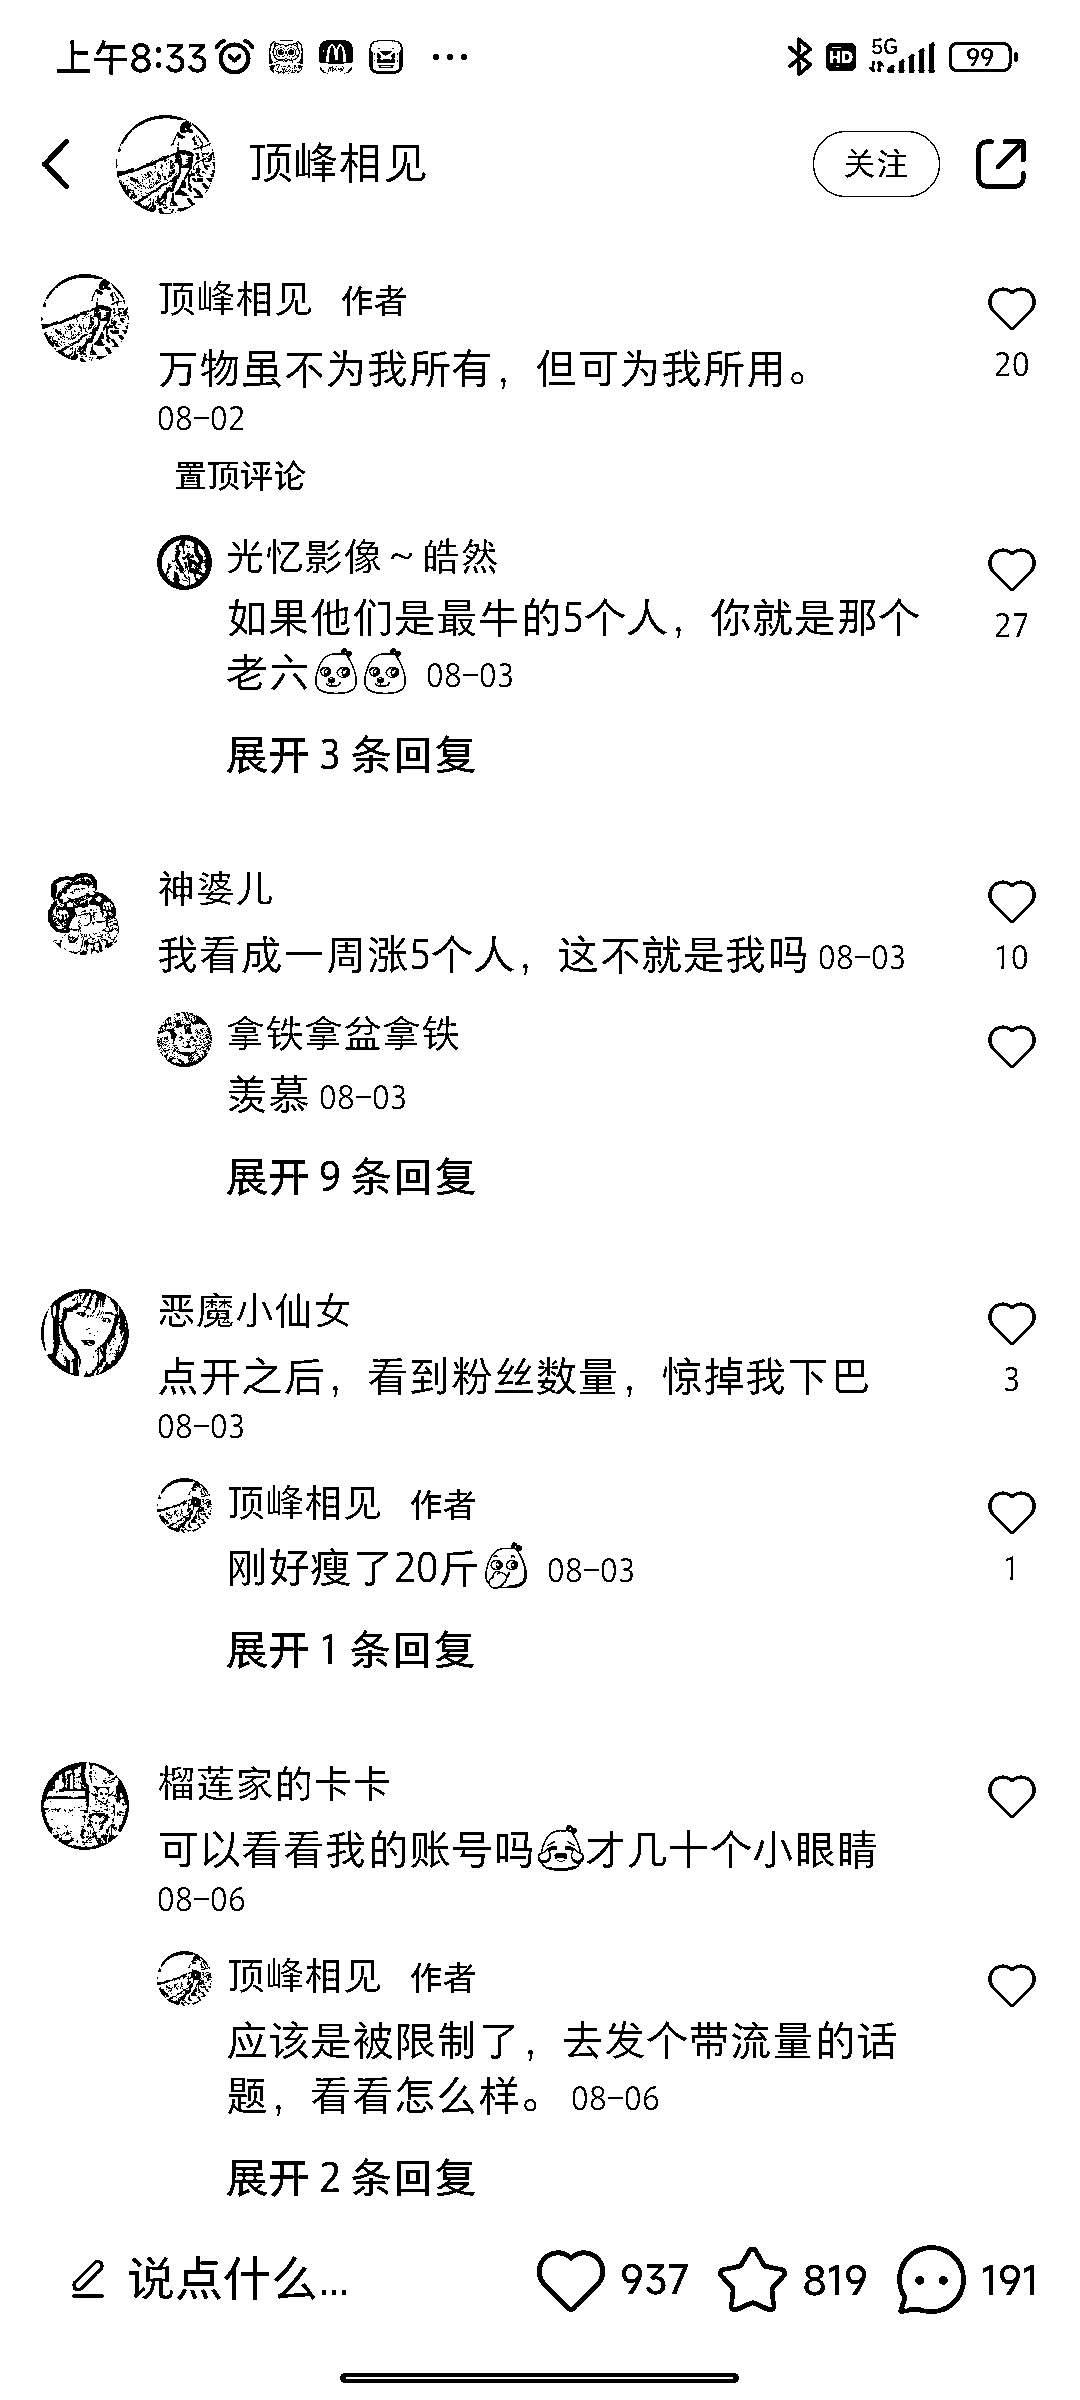 上午8:33 ... HD 5G 99
顶峰相见 关注
顶峰相见 作者
万物虽不为我所有，但可为我所用。
20
08-02
置顶评论
光忆影像～皓然
如果他们是最牛的5个人，你就是那个
27
老六 08-03
展开 3 条回复
神婆儿
我看成一周涨5个人，这不就是我吗 08-03
10
拿铁拿盆拿铁
羡慕 08-03
展开 9 条回复
恶魔小仙女
点开之后，看到粉丝数量，惊掉我下巴
3
08-03
顶峰相见 作者
刚好瘦了20斤 08-03
1
展开 1 条回复
榴莲家的卡卡
可以看看我的账号吗才几十个小眼睛
08-06
顶峰相见 作者
应该是被限制了，去发个带流量的话
题，看看怎么样。 08-06
展开 2 条回复
说点什么... 937 819 191